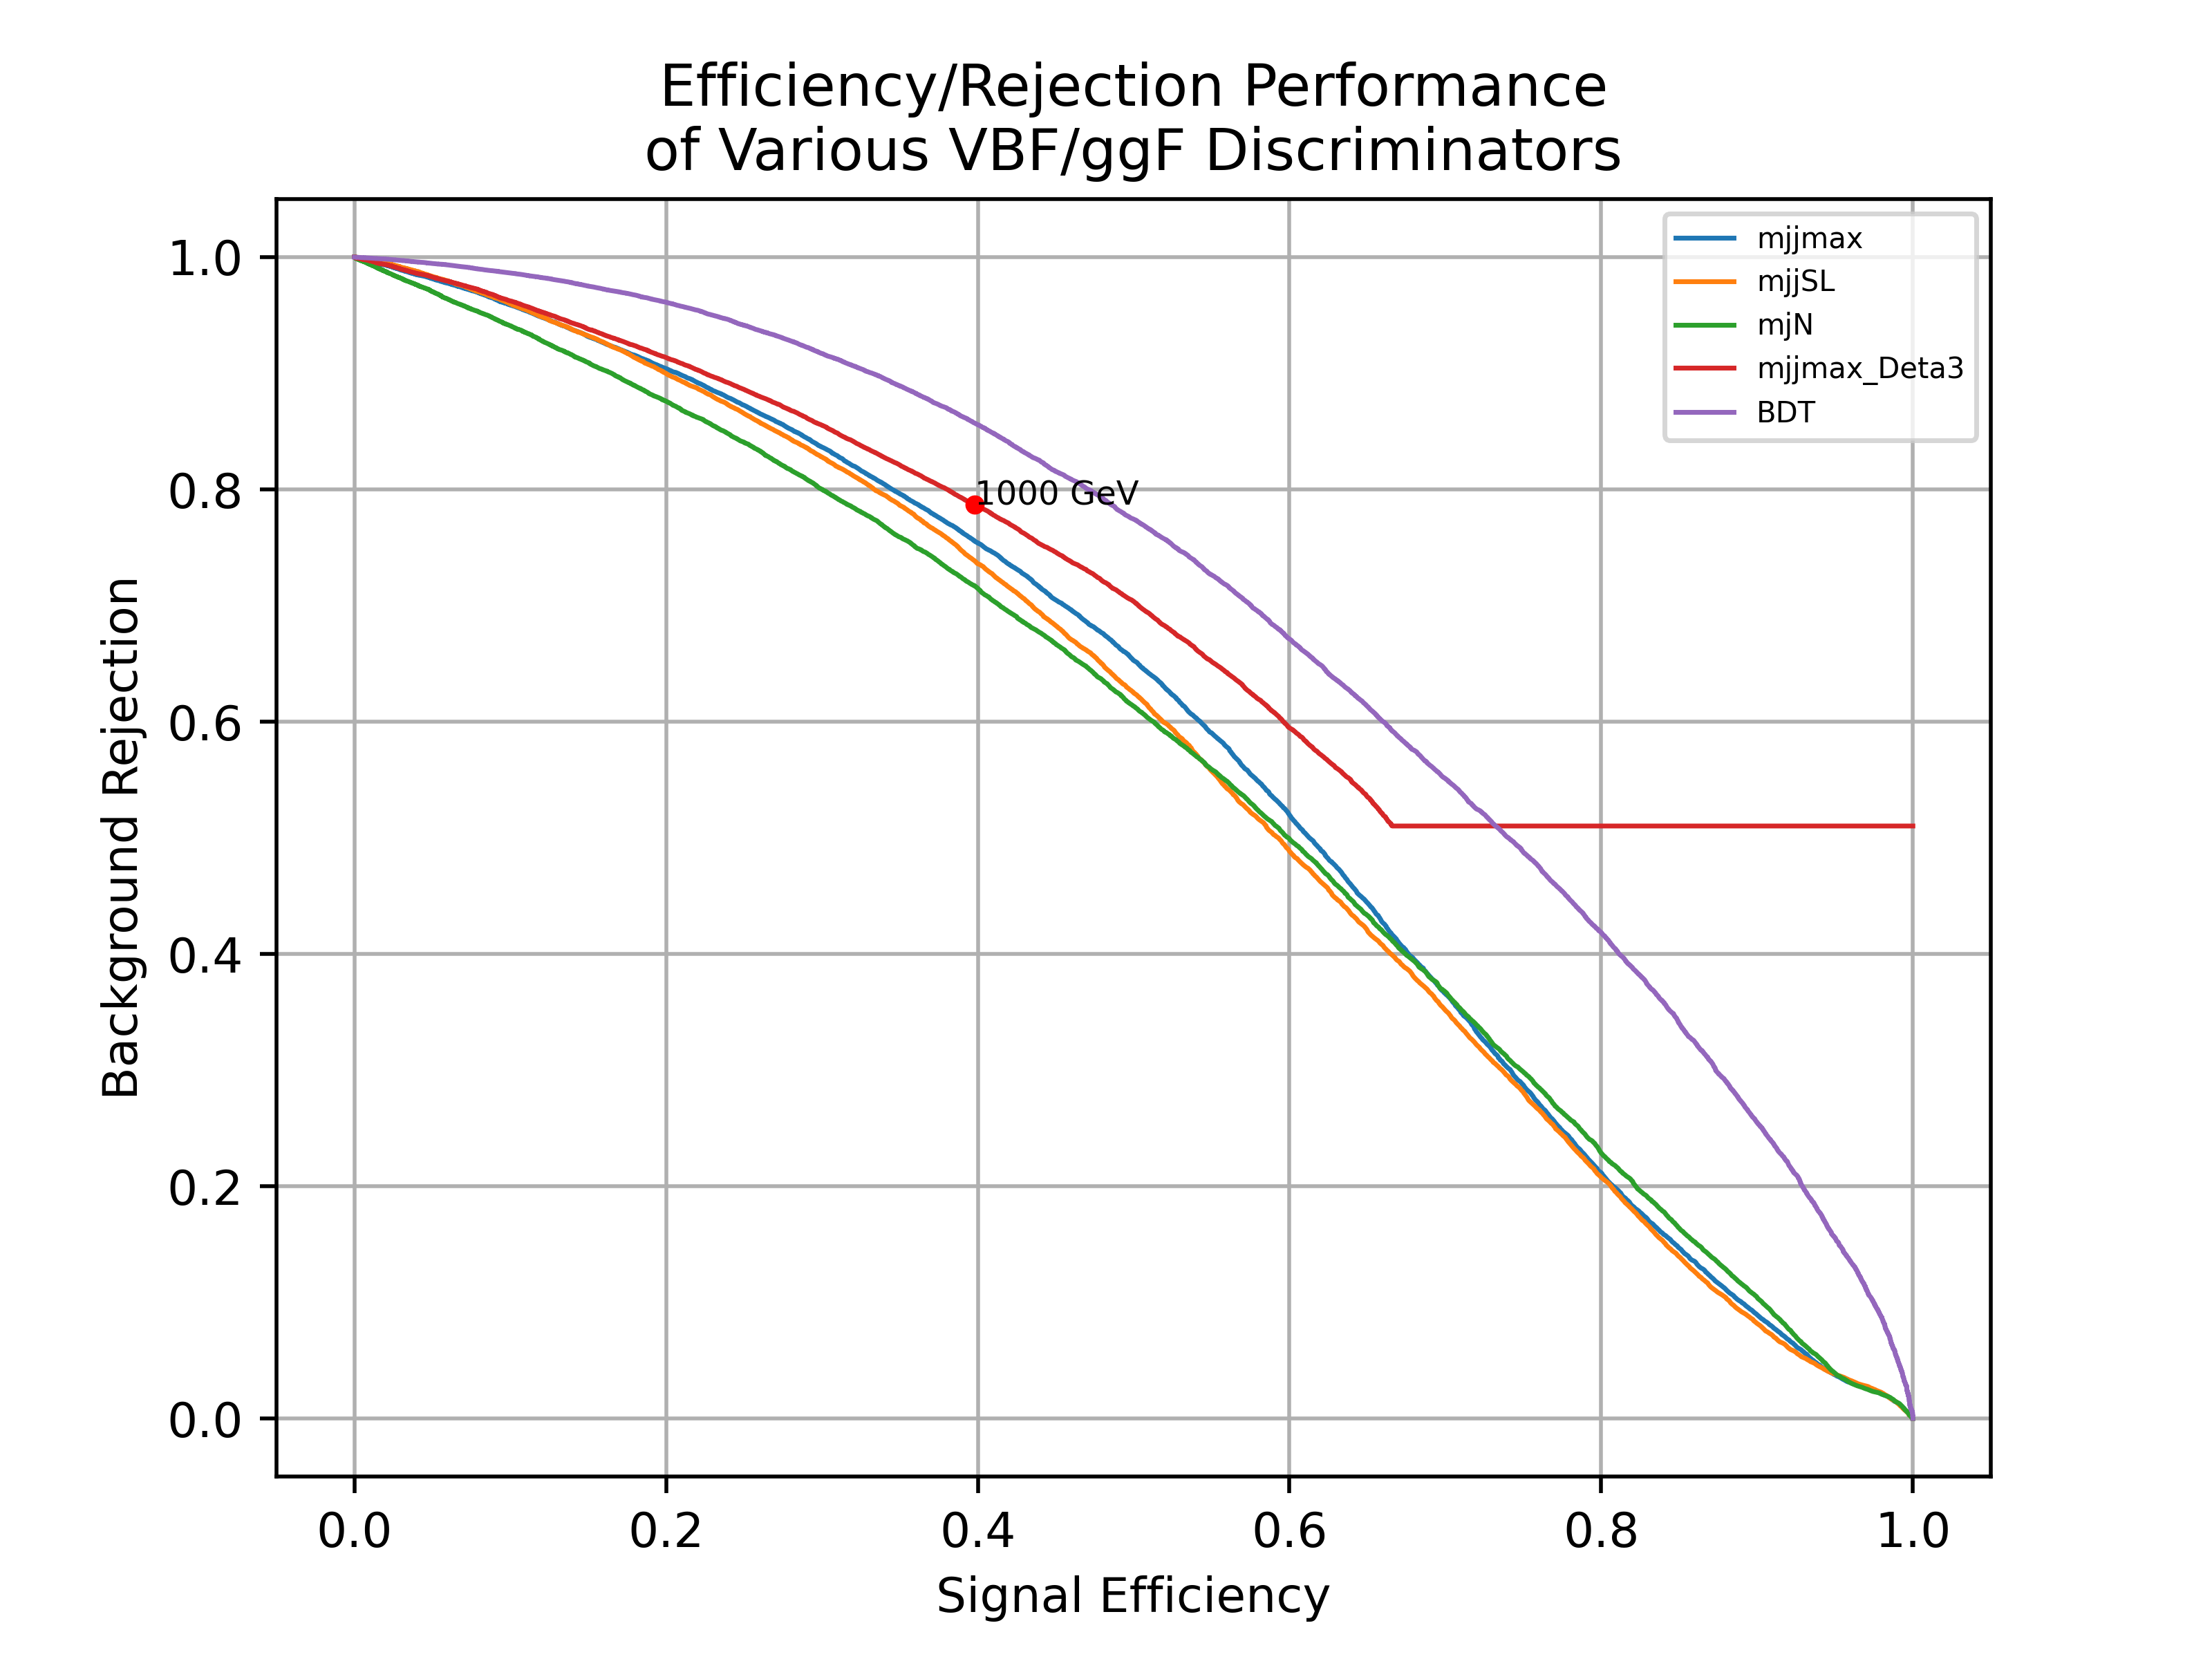 Efficiency/Rejection Performance
of Various VBF/ggF Discriminators
Background Rejection
1.0
0.8
0.6
0.4
0.2
0.0
mjjmax
mjjSL
mjN
mjjmax_Deta3
BDT
1000 GeV
0.0 0.2 0.4 0.6 0.8 1.0
Signal Efficiency